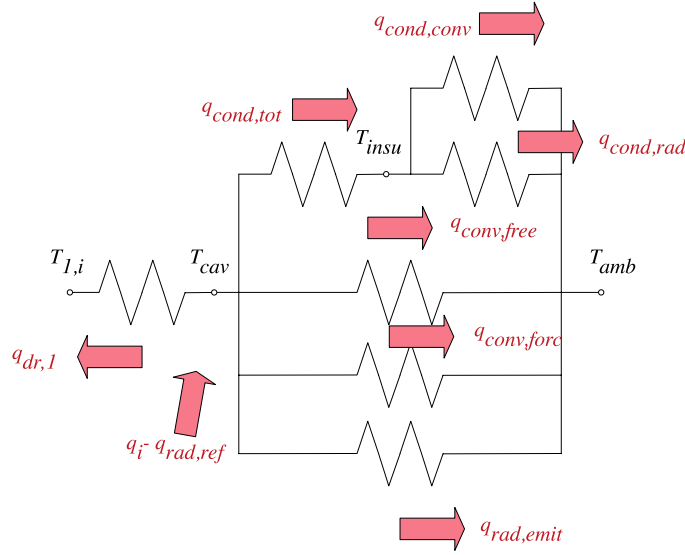 q_cond,conv
q_cond,tot
T_insu
q_cond,rad
q_conv,free
T_1,i
T_cav
T_amb
q_conv,forc
q_dr,1
q_i- q_rad,ref
q_rad,emit